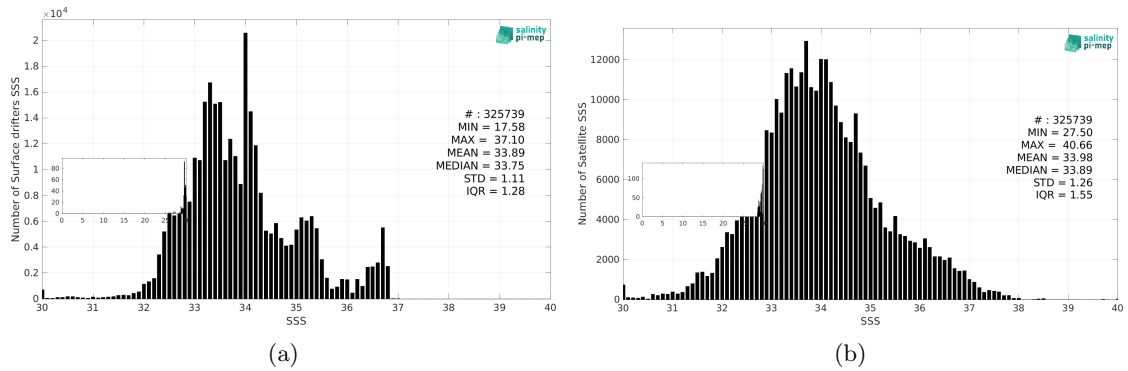 ×10⁴
Number of Surface drifters SSS
2
1.8
1.6
1.4
1.2
1
0.8
0.6
0.4
0.2
0
30 31 32 33 34 35 36 37 38 39 40
SSS
salinity
pi-mep
# : 325739
MIN = 17.58
MAX = 37.10
MEAN = 33.89
MEDIAN = 33.75
STD = 1.11
IQR = 1.28
80
60
40
20
0
0 5 10 15 20
(a)
Number of Satellite SSS
12000
10000
8000
6000
4000
2000
0
30 31 32 33 34 35 36 37 38 39 40
SSS
salinity
pi-mep
# : 325739
MIN = 27.50
MAX = 40.66
MEAN = 33.98
MEDIAN = 33.89
STD = 1.26
IQR = 1.55
100
50
0
0 5 10 15 20
(b)